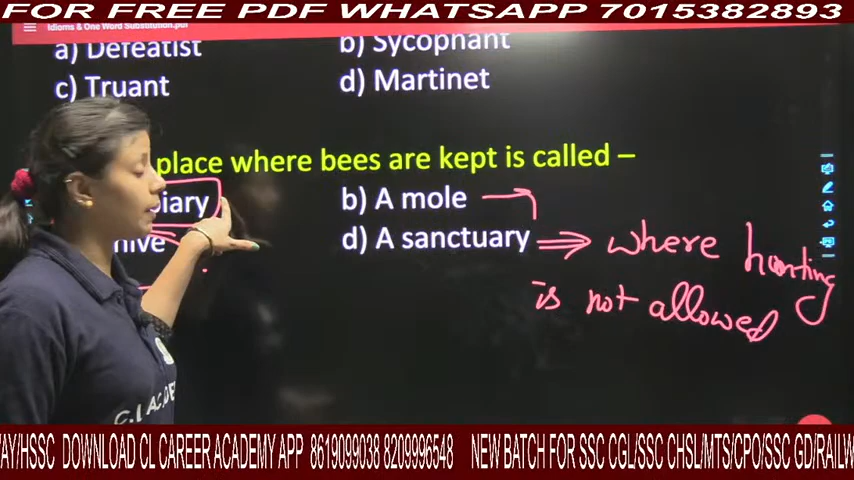 FOR FREE PDF WHATSAPP 7015382893
Idioms & One Word Substitution.pdf
a) Defeatist b) Sycophant
c) Truant d) Martinet
place where bees are kept is called –
b) A mole
d) A sanctuary ⇒ where hunting
is not allowed
C.L ACADE
DOWNLOAD CL CAREER ACADEMY APP 8619099038 8209996548 NEW BATCH FOR SSC CGL/SSC CHSL/MTS/CPO/SSC GD/RAILW